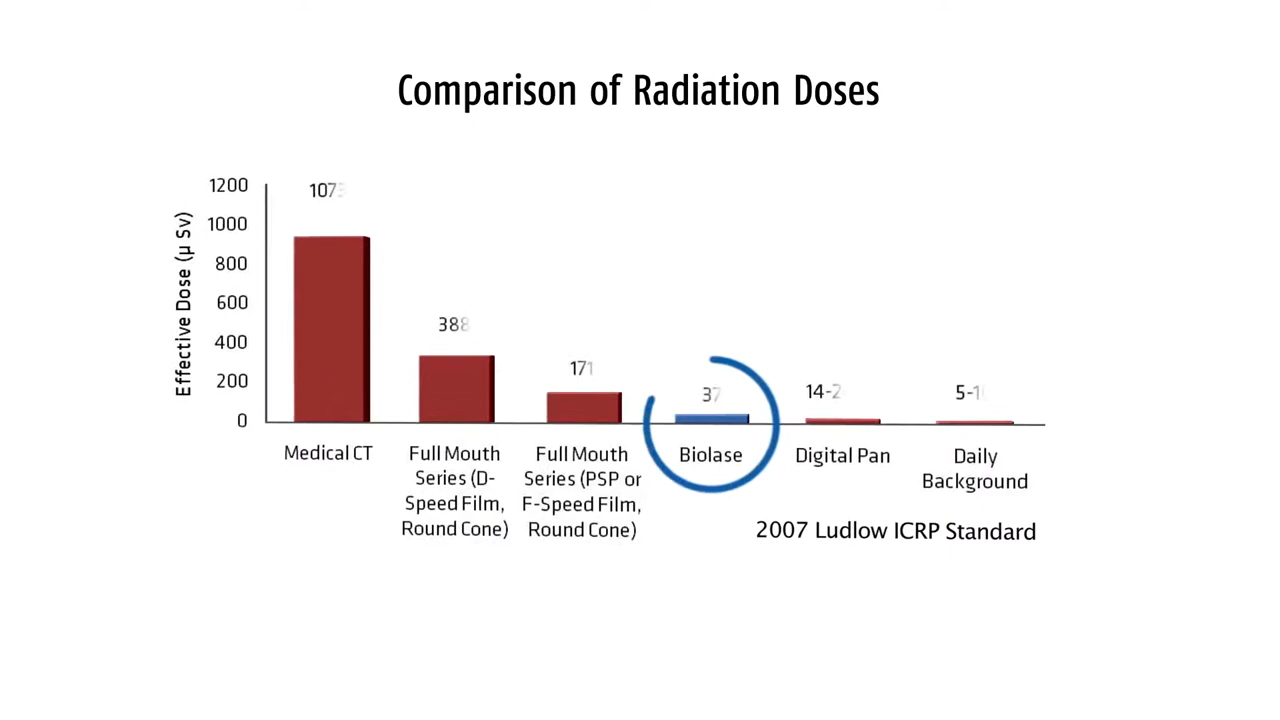 Comparison of Radiation Doses
Effective Dose (μ Sv)
1200
1000
800
600
400
200
0
388
171
37
Medical CT
Full Mouth
Series (D-
Speed Film,
Round Cone)
Full Mouth
Series (PSP or
F-Speed Film,
Round Cone)
Biolase
Digital Pan
Daily
Background
2007 Ludlow ICRP Standard